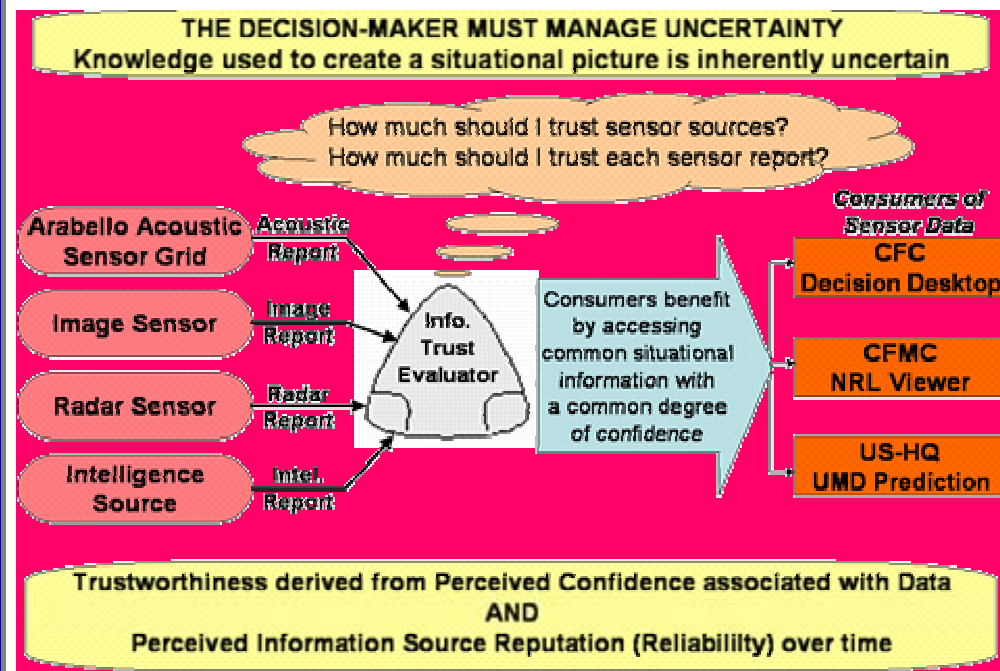 THE DECISION-MAKER MUST MANAGE UNCERTAINTY
Knowledge used to create a situational picture is inherently uncertain
How much should I trust sensor sources?
How much should I trust each sensor report?
Arabello Acoustic
Sensor Grid
Acoustic
Report
Image Sensor
Image
Report
Radar Sensor
Radar
Report
Intelligence
Source
Intel.
Report
Info.
Trust
Evaluator
Consumers benefit
by accessing
common situational
information with
a common degree
of confidence
Consumers of
Sensor Data
CFC
Decision Desktop
CFMC
NRL Viewer
US-HQ
UMD Prediction
Trustworthiness derived from Perceived Confidence associated with Data
AND
Perceived Information Source Reputation (Reliabililty) over time